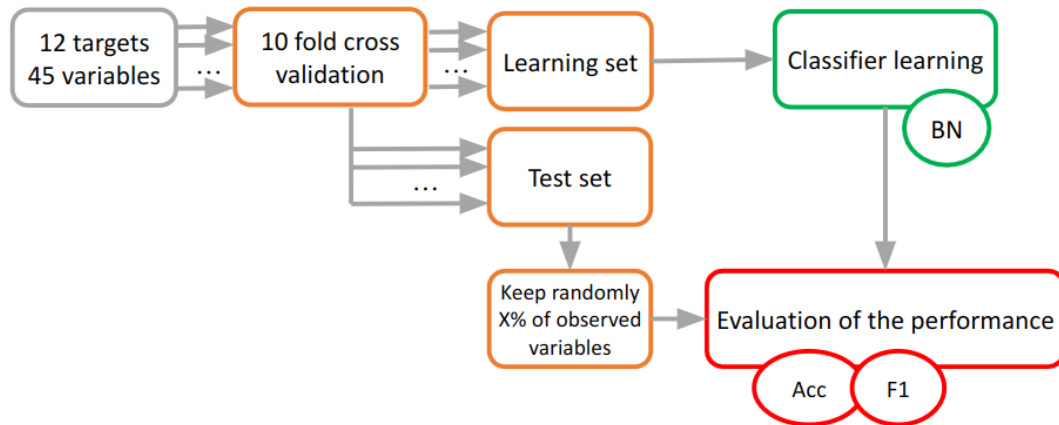 12 targets
45 variables
...
10 fold cross
validation
...
Learning set
Classifier learning
BN
...
Test set
Keep randomly
X% of observed
variables
Evaluation of the performance
Acc
F1